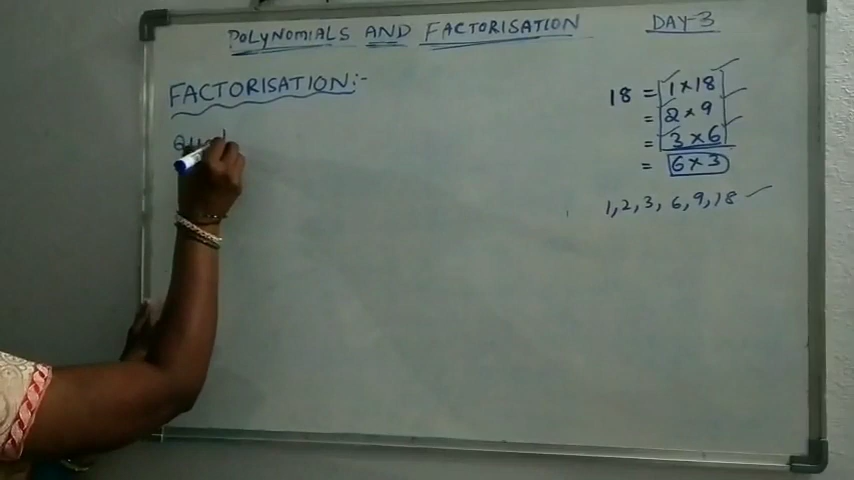 POLYNOMIALS AND FACTORISATION DAY-3
FACTORISATION:-
18 = 1 × 18
= 2 × 9
= 3 × 6
= 6 × 3
1, 2, 3, 6, 9, 18